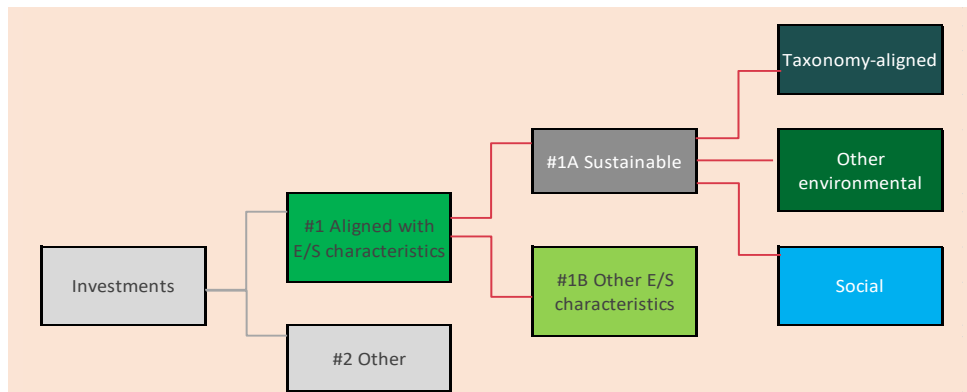 Taxonomy-aligned
#1A Sustainable
Other
environmental
#1 Aligned with
E/S characteristics
Investments
#1B Other E/S
characteristics
Social
#2 Other